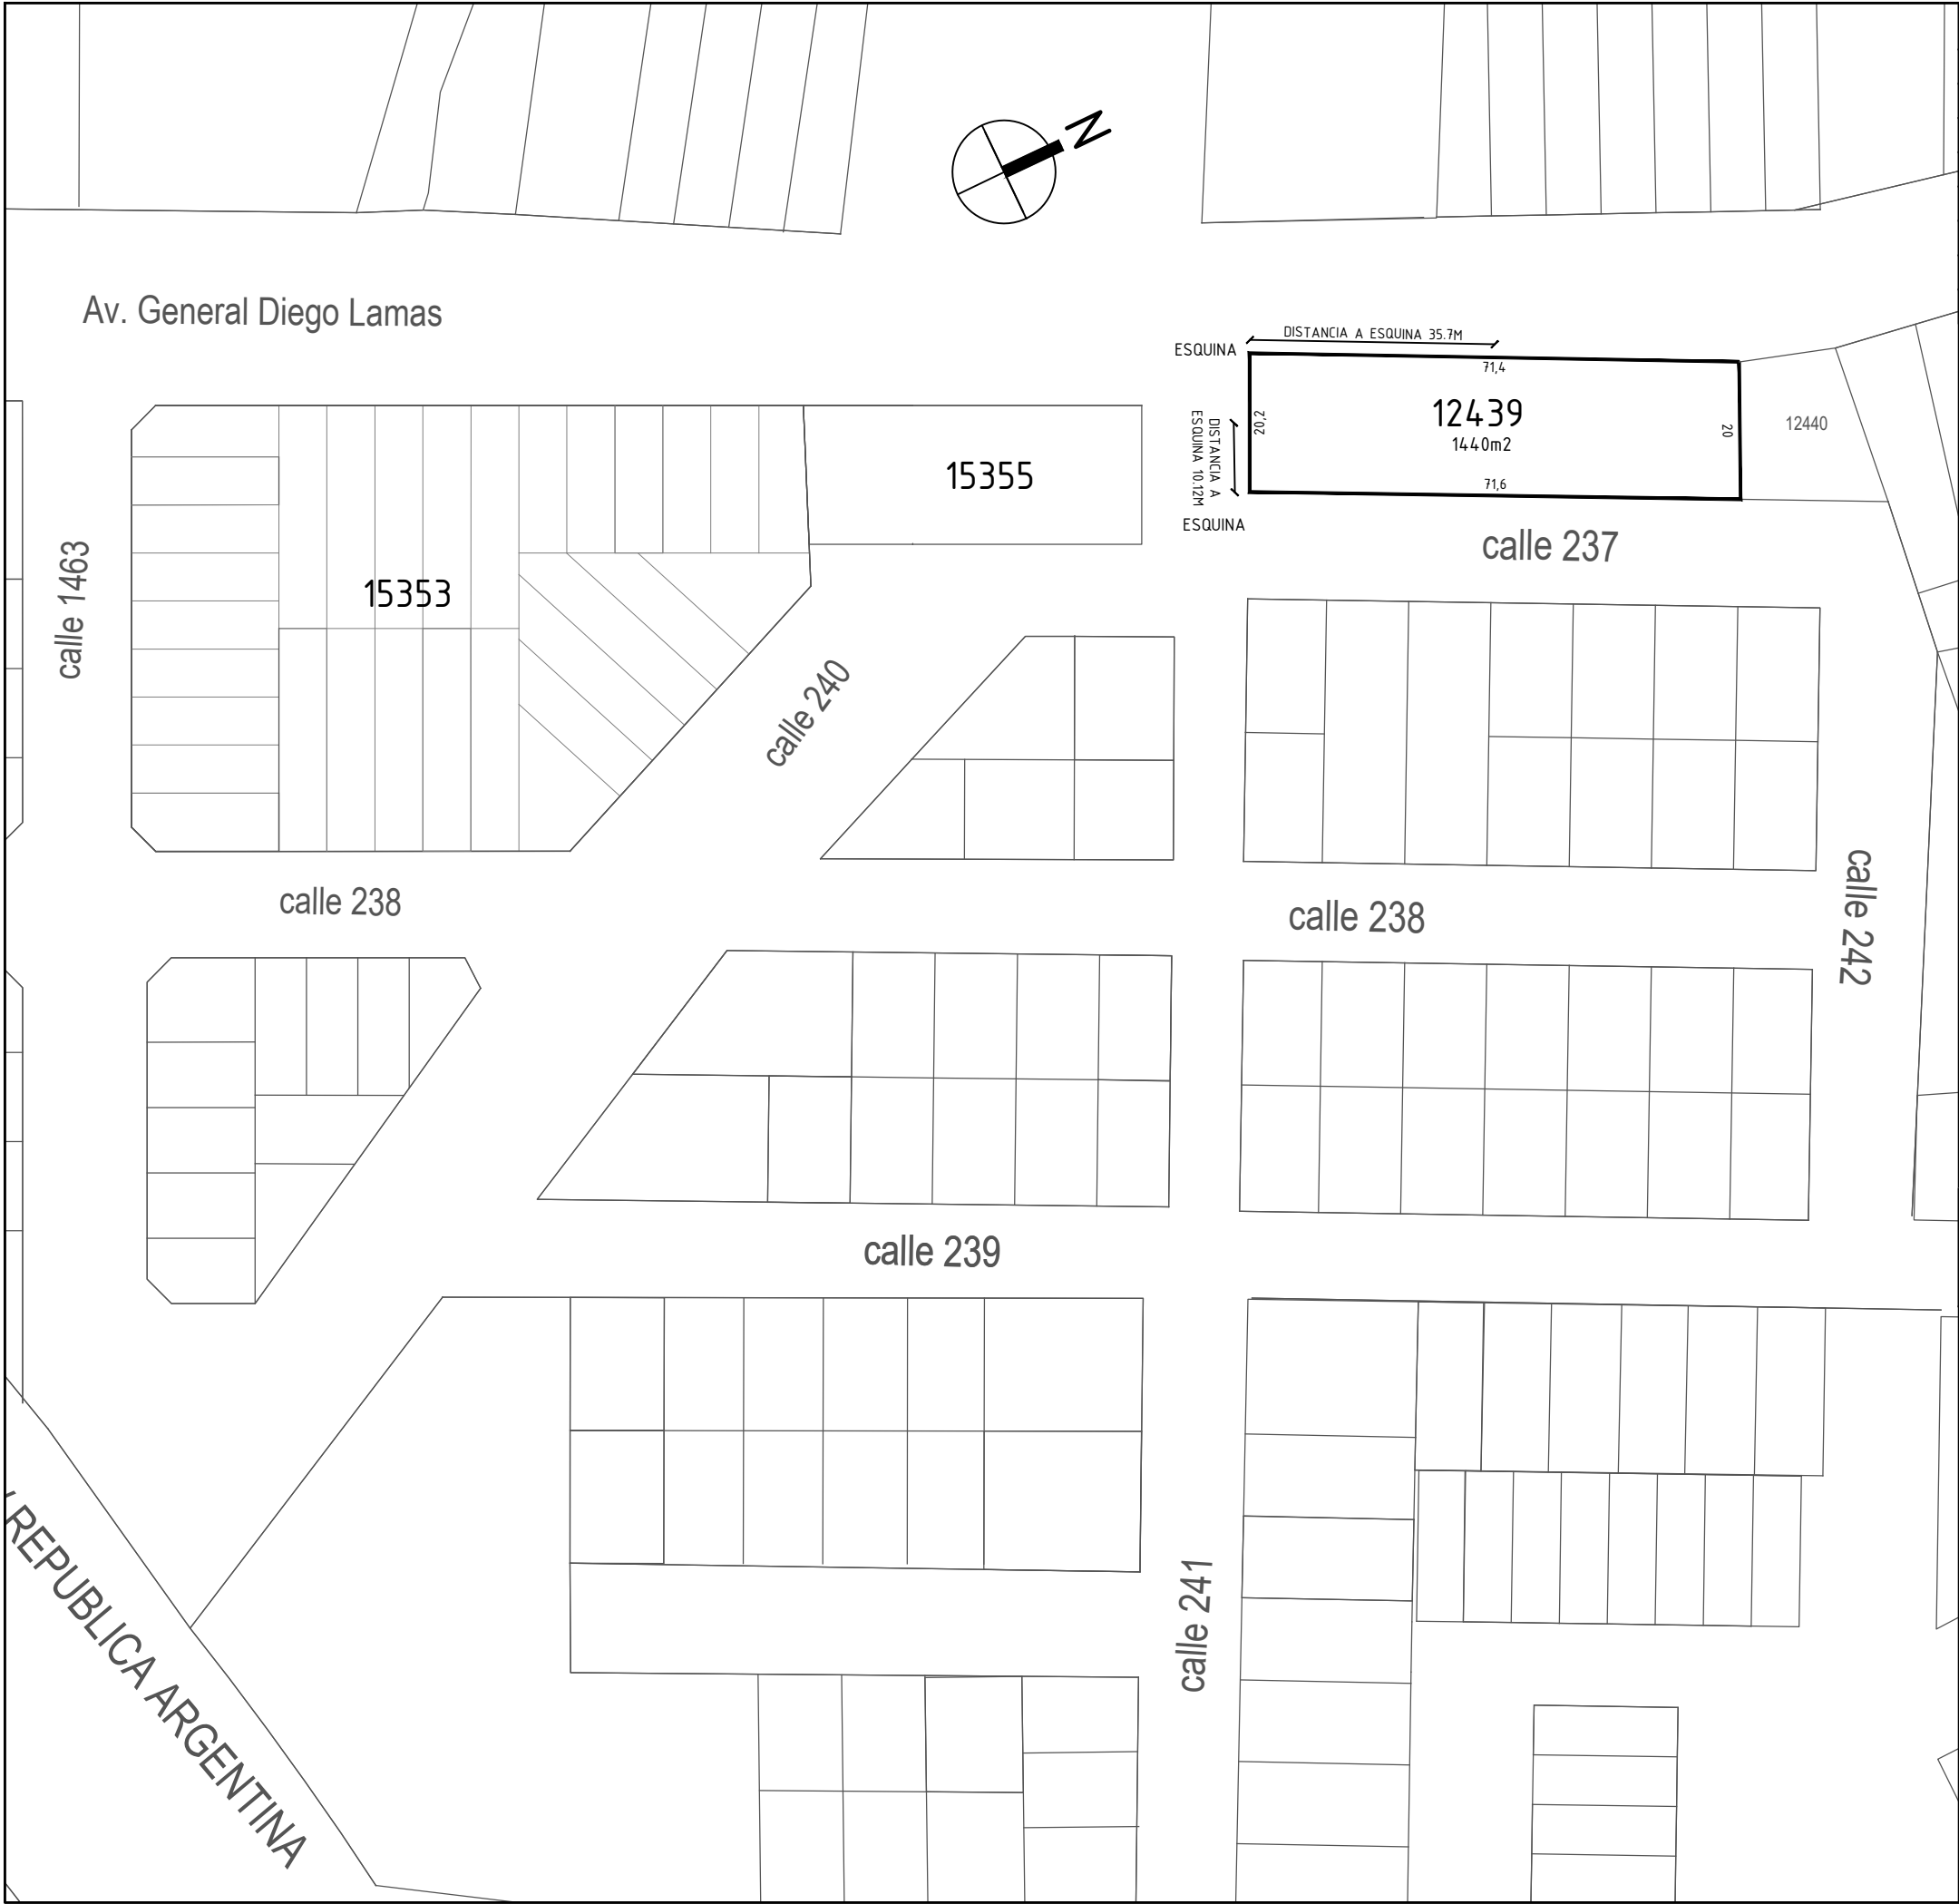 N
Av. General Diego Lamas
ESQUINA
DISTANCIA A ESQUINA 35.7M
71,4
20,2
12439
1440m2
20
12440
DISTANCIA A
ESQUINA 10.12M
71,6
ESQUINA
15355
calle 237
calle 1463
15353
calle 240
calle 238
calle 238
calle 242
calle 239
calle 241
REPUBLICA ARGENTINA